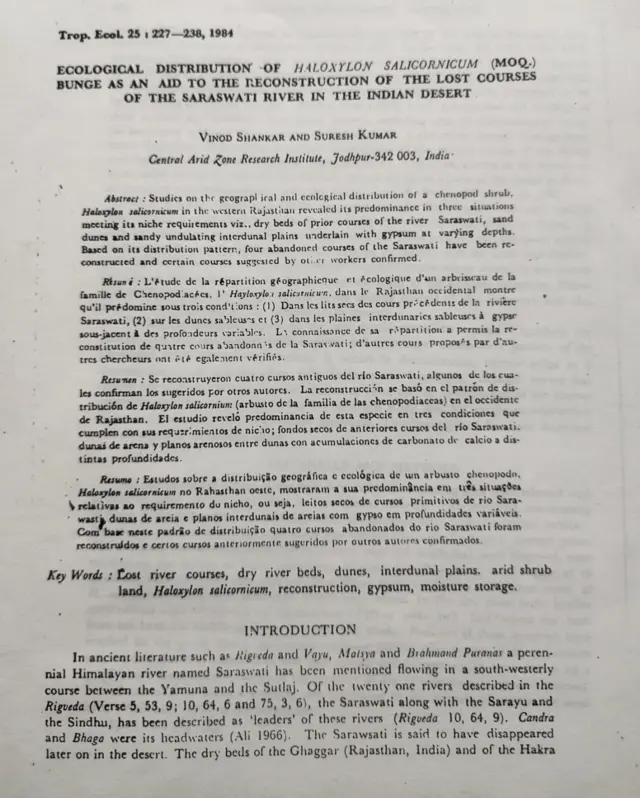 Trop. Ecol. 25 : 227—238, 1984
ECOLOGICAL DISTRIBUTION OF HALOXYLON SALICORNICUM (MOQ.)
BUNGE AS AN AID TO THE RECONSTRUCTION OF THE LOST COURSES
OF THE SARASWATI RIVER IN THE INDIAN DESERT
VINOD SHANKAR AND SURESH KUMAR
Central Arid Zone Research Institute, Jodhpur-342 003, India
Abstract : Studies on the geographical and ecological distribution of a chenopod shrub,
Haloxylon salicornicum in the western Rajasthan revealed its predominance in three situations
meeting its niche requirements viz., dry beds of prior courses of the river Saraswati, sand
dunes and sandy undulating interdunal plains underlain with gypsum at varying depths.
Based on its distribution pattern, four abandoned courses of the Saraswati have been re-
constructed and certain courses suggested by other workers confirmed.
Résumé : L'étude de la répartition géographique et écologique d'un arbrisseau de la
famille de Chenopodiacées, l' Hayloxylon salicornicum, dans le Rajasthan occidental montre
qu'il prédomine sous trois conditions : (1) Dans les lits secs des cours précédents de la rivière
Saraswati, (2) sur les dunes sableuses et (3) dans les plaines interdunaries sableuses à gypse
sous-jacent à des profondeurs variables. La connaissance de sa répartition a permis la re-
constitution de quatre cours abandonnés de la Saraswati; d'autres cours proposés par d'au-
tres chercheurs ont été egalement vérifiés.
Resumen : Se reconstruyeron cuatro cursos antiguos del río Saraswati, algunos de los cua-
les confirman los sugeridos por otros autores. La reconstrucción se basó en el patrón de dis-
tribución de Haloxylon salicornium (arbusto de la familia de las chenopodiaceas) en el occidente
de Rajasthan. El estudio reveló predominancia de esta especie en tres condiciones que
cumplen con sus requerimientos de nicho; fondos secos de anteriores cursos del río Saraswati,
dunas de arena y planos arenosos entre dunas con acumulaciones de carbonato de calcio a dis-
tintas profundidades.
Resumo : Estudos sobre a distribuição geográfica e ecológica de um arbusto chenopodn,
Haloxylon salicornicum no Rahasthan oeste, mostraram a sua predominância em três situações
relativas ao requiremento du nicho, ou seja, leitos secos de cursos primitivos de rio Sara-
wasti, dunas de areia e planos interdunais de areias com gypso em profundidades variáveis.
Com base neste padrão de distribuição quatro cursos abandonados do rio Saraswati foram
reconstruídos e certos cursos anteriormente sugeridos por outros autores confirmados.
Key Words : Lost river courses, dry river beds, dunes, interdunal plains. arid shrub
land, Haloxylon salicornicum, reconstruction, gypsum, moisture storage.
INTRODUCTION
In ancient literature such as Rigveda and Vayu, Matsya and Brahmand Puranas a peren-
nial Himalayan river named Saraswati has been mentioned flowing in a south-westerly
course between the Yamuna and the Sutlaj. Of the twenty one rivers described in the
Rigveda (Verse 5, 53, 9; 10, 64, 6 and 75, 3, 6), the Saraswati along with the Sarayu and
the Sindhu, has been described as 'leaders' of these rivers (Rigveda 10, 64, 9). Candra
and Bhaga were its headwaters (Ali 1966). The Sarawsati is said to have disappeared
later on in the desert. The dry beds of the Ghaggar (Rajasthan, India) and of the Hakra